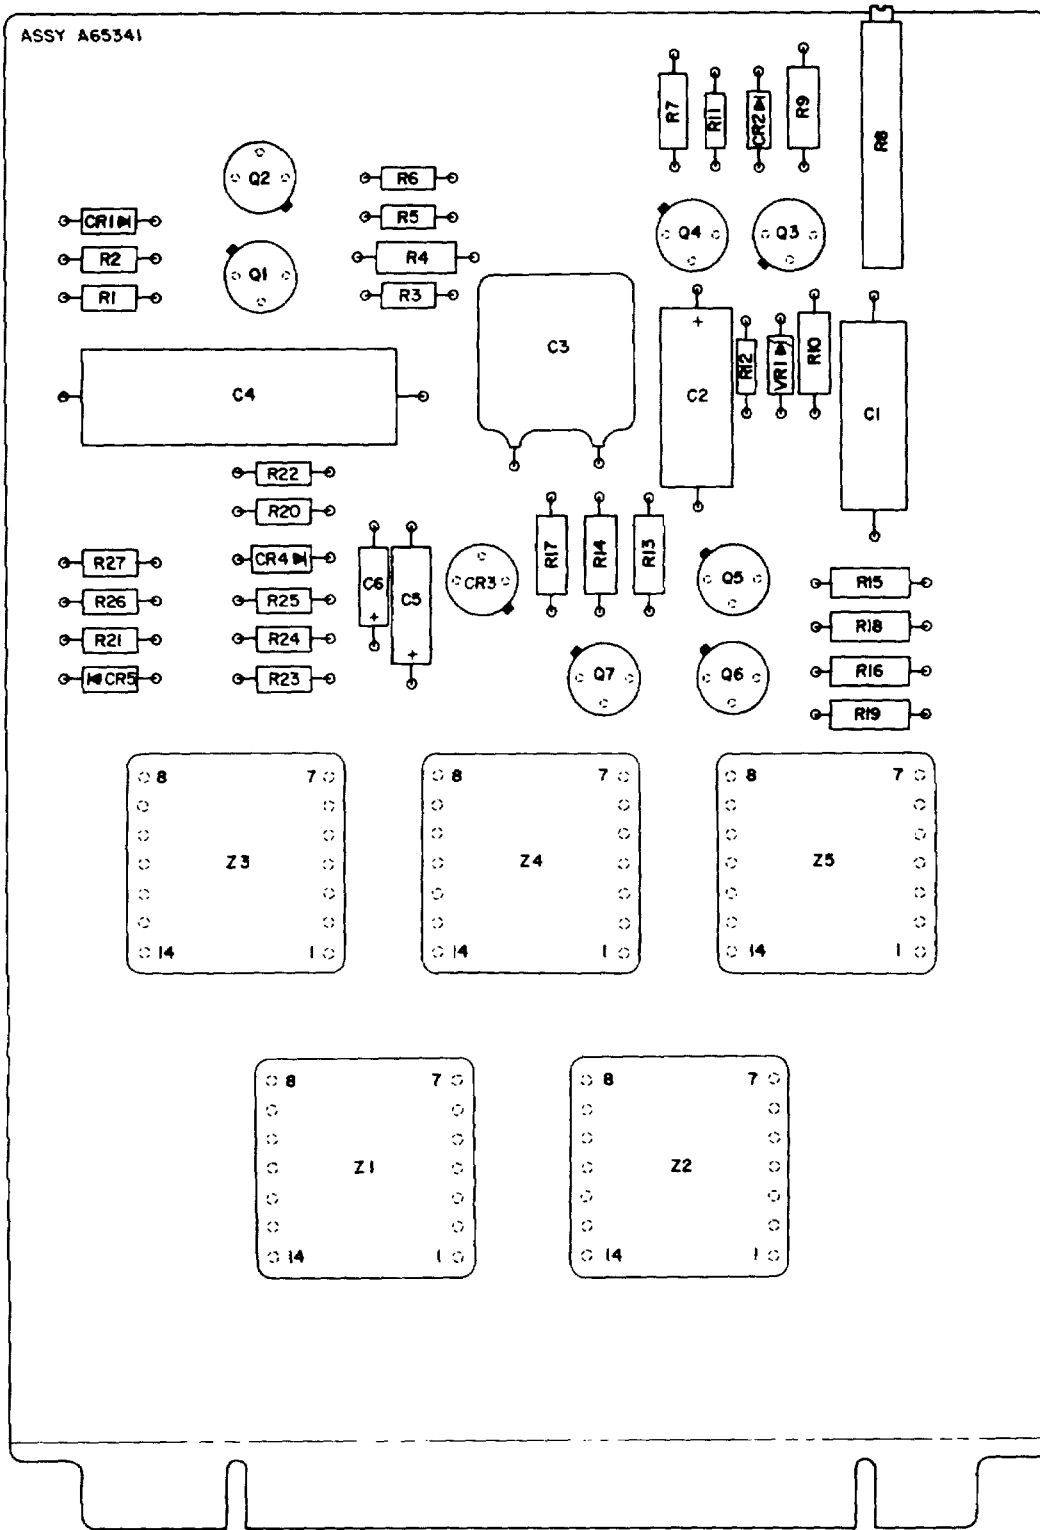 ASSY A65341
R7
R11
CR2
R9
R8
Q2
R6
CR1
R5
Q4
Q3
R2
R4
Q1
R1
R3
C3
R12
VR1
R10
C4
C2
C1
R22
R20
R27
CR4
R17
R14
R13
C6
C5
CR3
Q5
R15
R26
R25
R18
R21
R24
+
+
+
CR5
R23
Q7
Q6
R16
R19
8 7
8 7
8 7
Z3
Z4
Z5
14 1
14 1
14 1
8 7
8 7
Z1
Z2
14 1
14 1